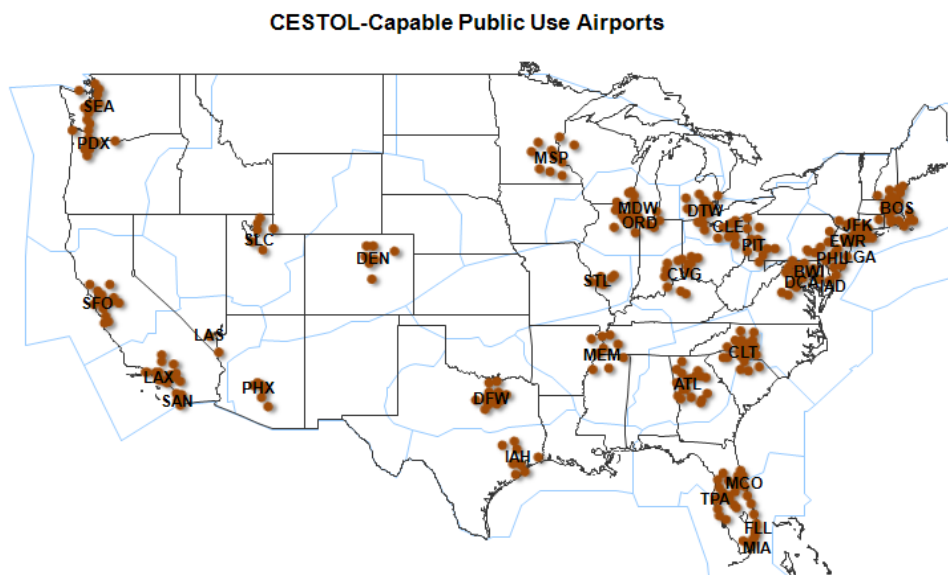 CESTOL-Capable Public Use Airports
SEA
PDX
MSP
MDW
ORD
DTW
CLE
PIT
BOS
JFK
EWR
LGA
PHL
BWI
DCA
IAD
SLC
DEN
STL
CVG
SFO
LAS
LAX
SAN
PHX
MEM
CLT
ATL
DFW
IAH
MCO
TPA
FLL
MIA